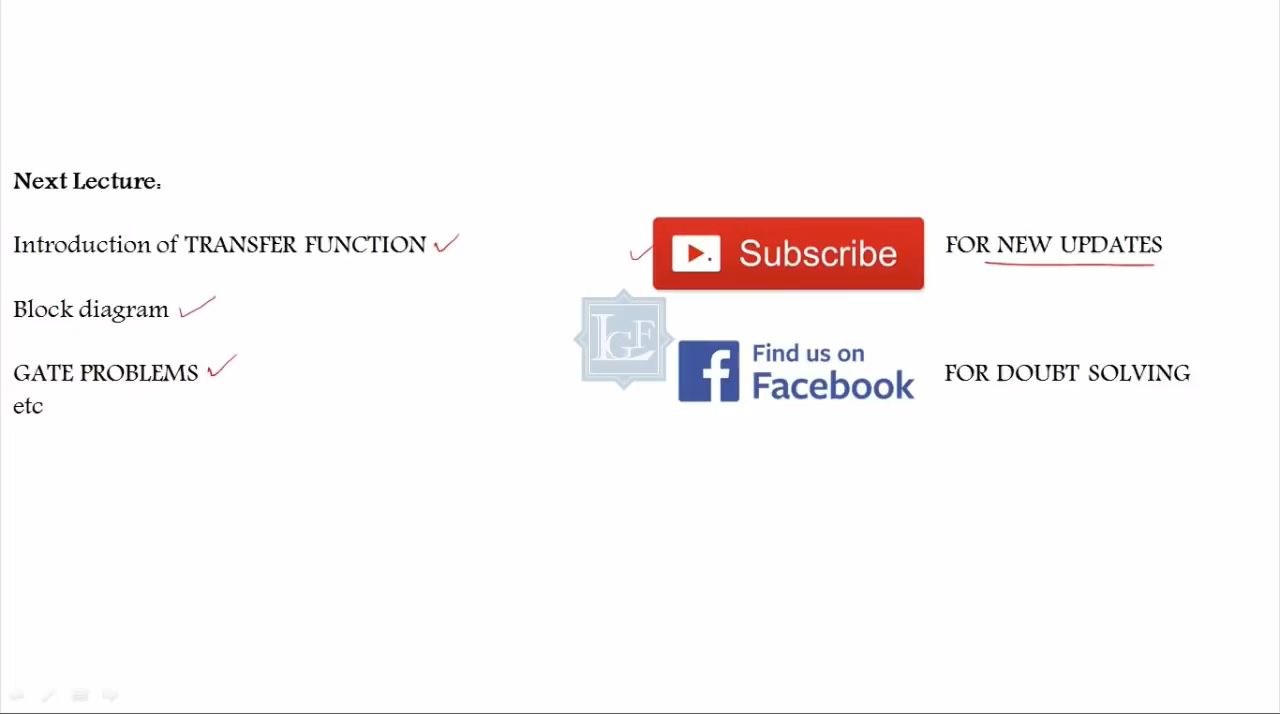 Next Lecture:
Introduction of TRANSFER FUNCTION
Block diagram
GATE PROBLEMS
etc
Subscribe FOR NEW UPDATES
LGF
Find us on
Facebook FOR DOUBT SOLVING